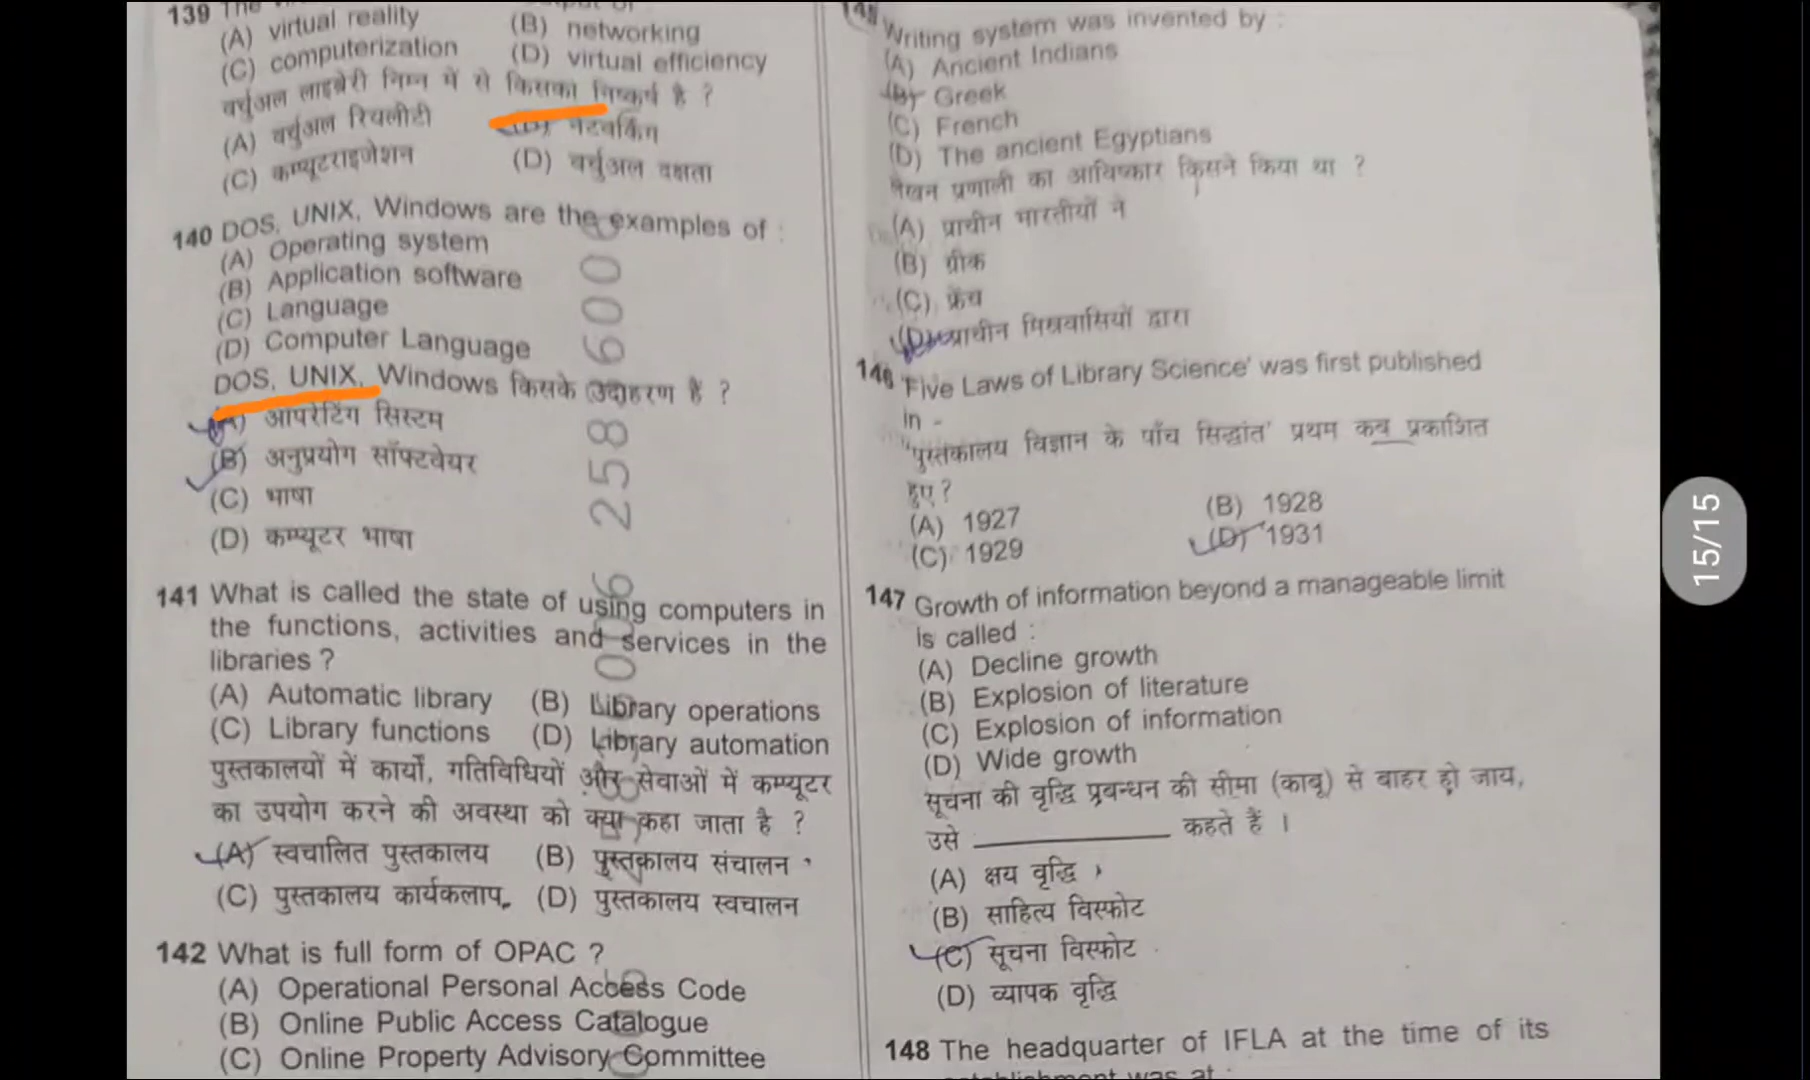 139 The
(A) virtual reality (B) networking
(C) computerization (D) virtual efficiency
वर्चुअल लाइब्रेरी निम्न में से किसका निष्कर्ष है ?
(A) वर्चुअल रियलीटी (B) नेटवर्किंग
(C) कम्प्यूटराइजेशन (D) वर्चुअल दक्षता
140 DOS, UNIX, Windows are the examples of :
(A) Operating system
(B) Application software
(C) Language
(D) Computer Language
DOS, UNIX, Windows किसके उदाहरण हैं ?
(A) आपरेटिंग सिस्टम
(B) अनुप्रयोग सॉफ्टवेयर
(C) भाषा
(D) कम्प्यूटर भाषा
141 What is called the state of using computers in
the functions, activities and services in the
libraries ?
(A) Automatic library (B) Library operations
(C) Library functions (D) Library automation
पुस्तकालयों में कार्यों, गतिविधियों और सेवाओं में कम्प्यूटर
का उपयोग करने की अवस्था को क्या कहा जाता है ?
(A) स्वचालित पुस्तकालय (B) पुस्तकालय संचालन
(C) पुस्तकालय कार्यकलाप (D) पुस्तकालय स्वचालन
142 What is full form of OPAC ?
(A) Operational Personal Access Code
(B) Online Public Access Catalogue
(C) Online Property Advisory Committee
Writing system was invented by :
(A) Ancient Indians
(B) Greek
(C) French
(D) The ancient Egyptians
लेखन प्रणाली का आविष्कार किसने किया था ?
(A) प्राचीन भारतीयों ने
(B) ग्रीक
(C) फ्रेंच
(D) प्राचीन मिस्रवासियों द्वारा
146 'Five Laws of Library Science' was first published
in -
'पुस्तकालय विज्ञान के पाँच सिद्धांत' प्रथम कब प्रकाशित
हुए ?
(A) 1927 (B) 1928
(C) 1929 (D) 1931
147 Growth of information beyond a manageable limit
is called :
(A) Decline growth
(B) Explosion of literature
(C) Explosion of information
(D) Wide growth
सूचना की वृद्धि प्रबन्धन की सीमा (काबू) से बाहर हो जाय,
उसे ____________ कहते हैं ।
(A) क्षय वृद्धि
(B) साहित्य विस्फोट
(C) सूचना विस्फोट
(D) व्यापक वृद्धि
148 The headquarter of IFLA at the time of its
establishment was at :
15/15